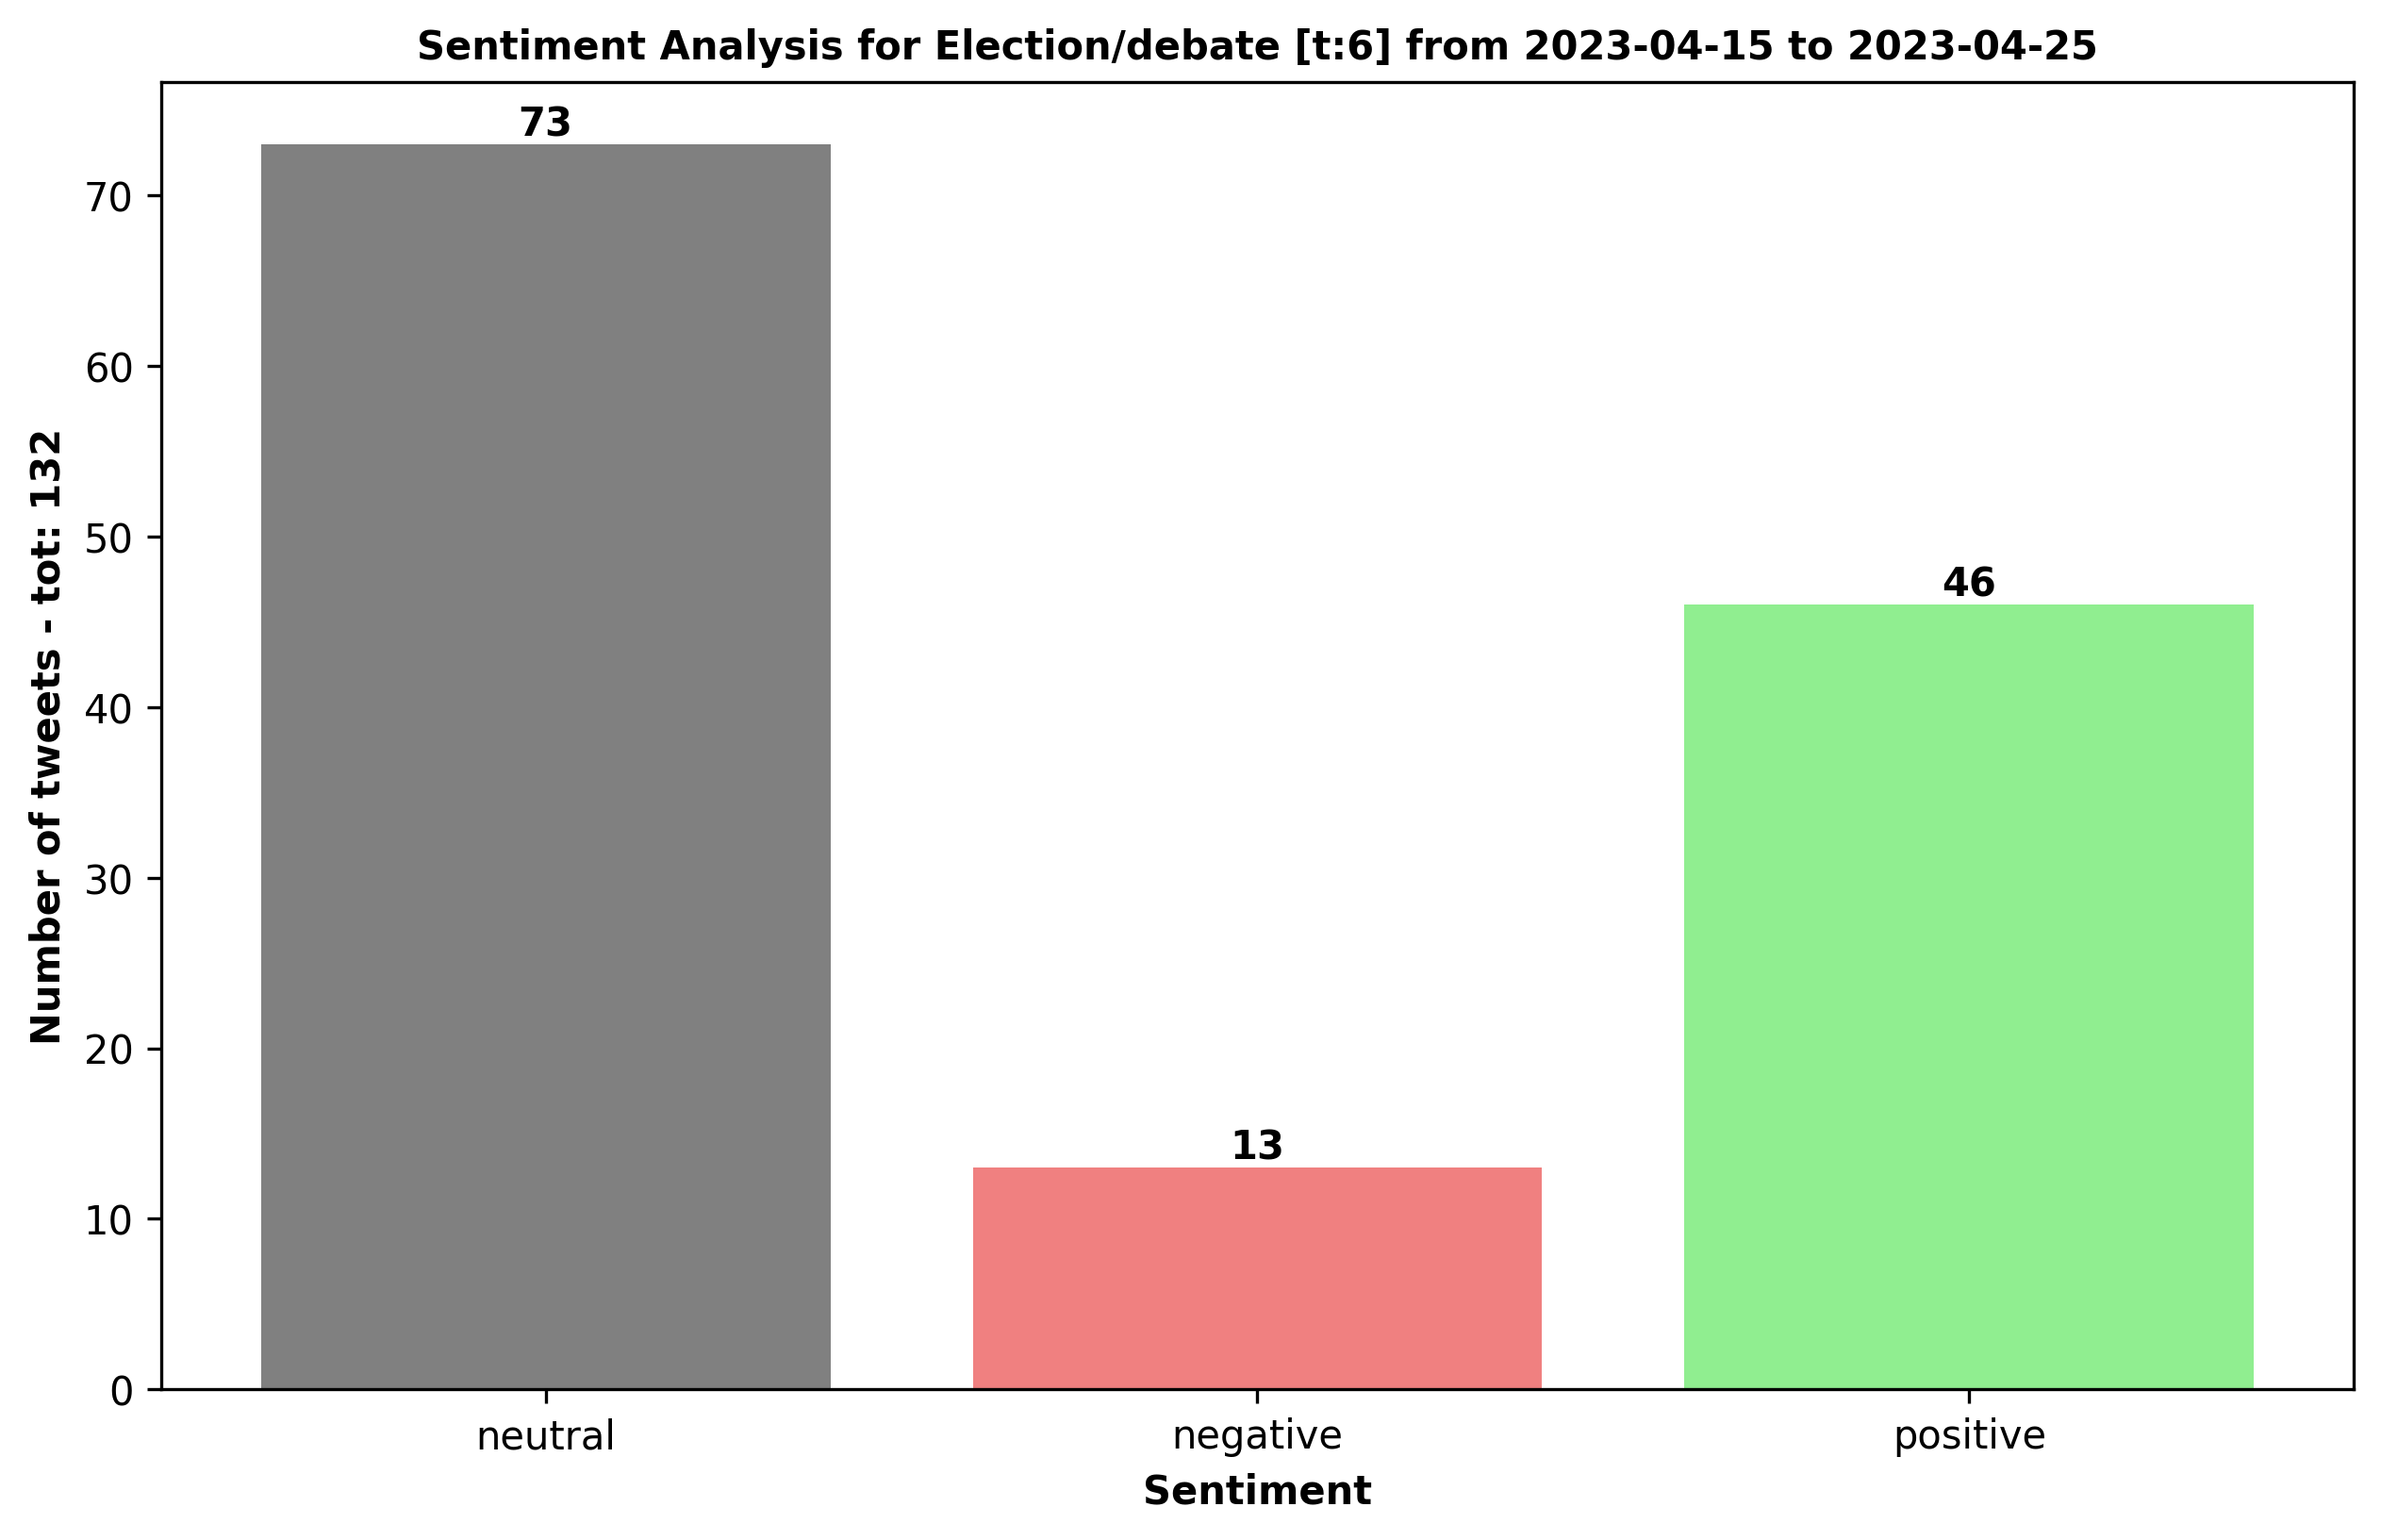 Sentiment Analysis for Election/debate [t:6] from 2023-04-15 to 2023-04-25
Number of tweets - tot: 132
70
60
50
40
30
20
10
0
73
13
46
neutral
negative
positive
Sentiment